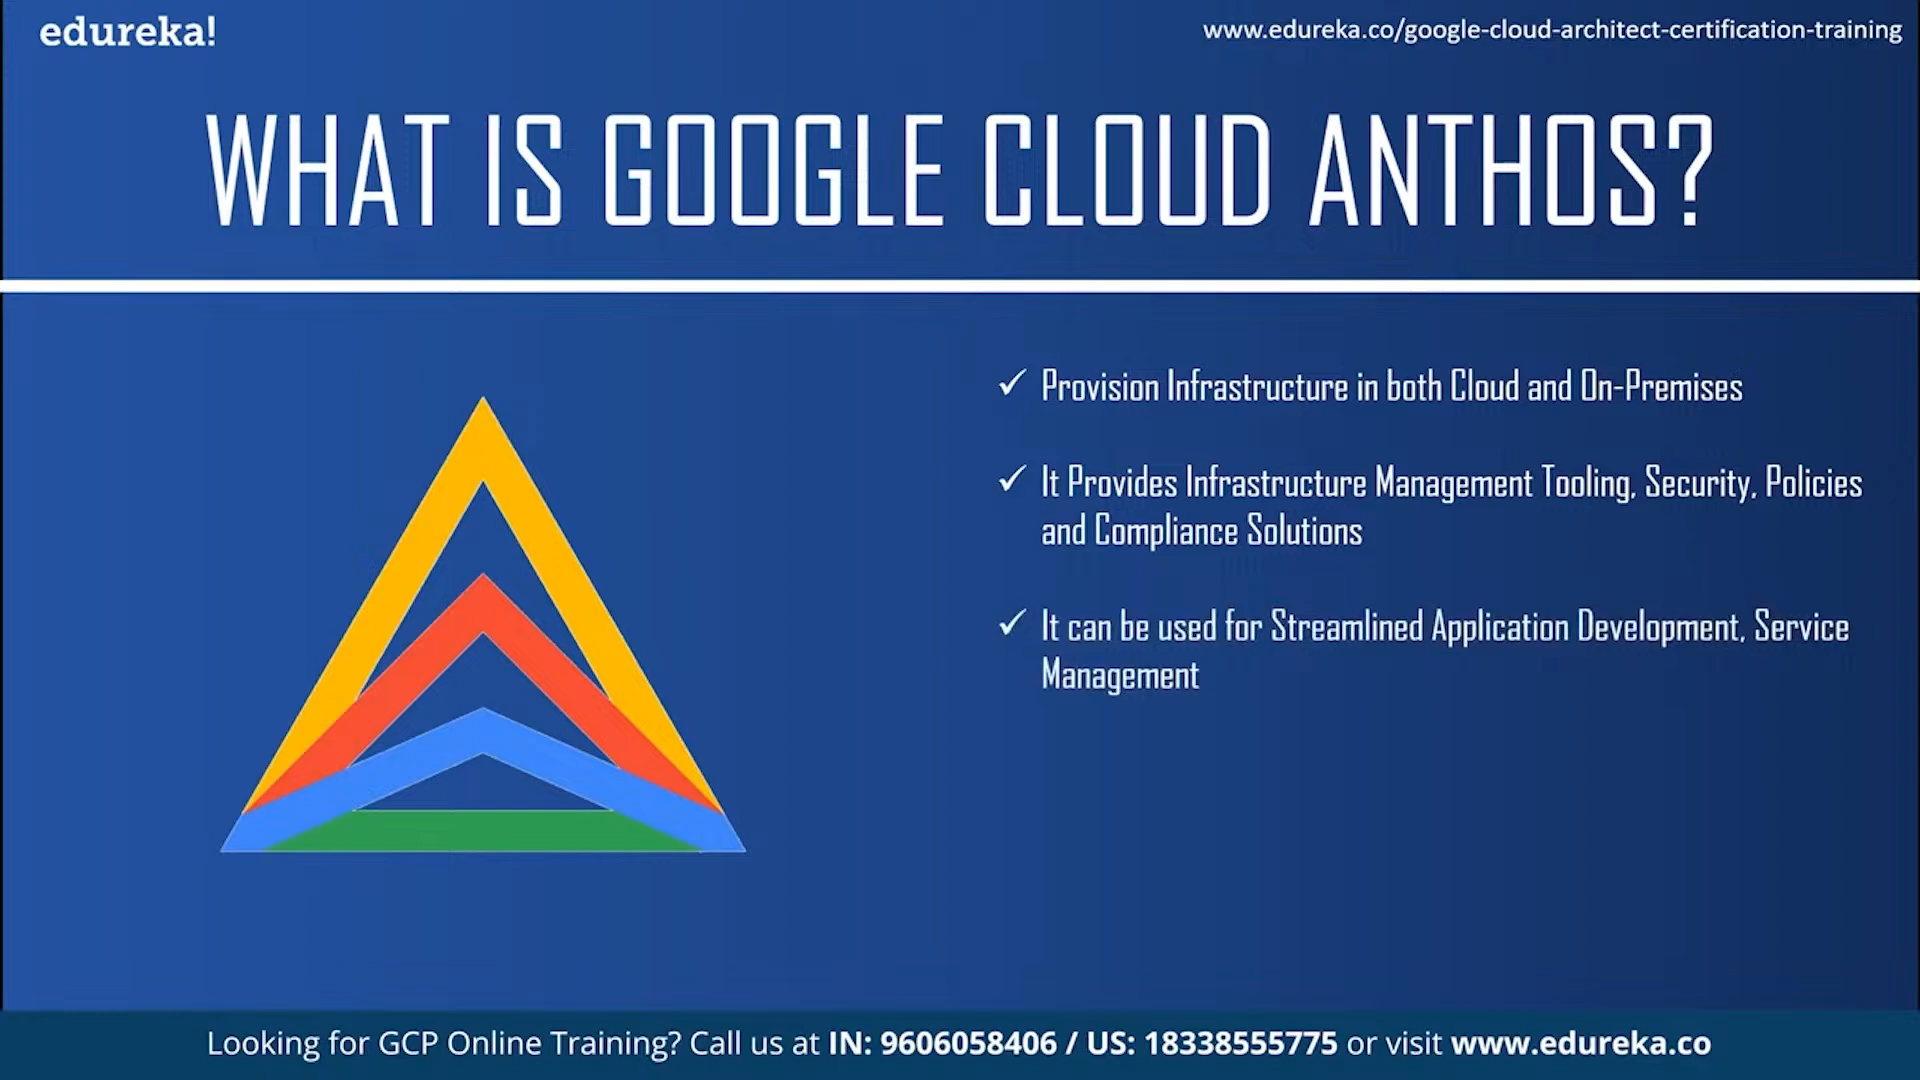 edureka!
www.edureka.co/google-cloud-architect-certification-training
WHAT IS GOOGLE CLOUD ANTHOS?
✓ Provision Infrastructure in both Cloud and On-Premises
✓ It Provides Infrastructure Management Tooling, Security, Policies
and Compliance Solutions
✓ It can be used for Streamlined Application Development, Service
Management
Looking for GCP Online Training? Call us at IN: 9606058406 / US: 18338555775 or visit www.edureka.co